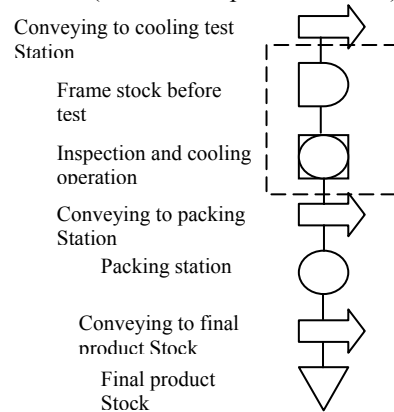 Conveying to cooling test
Station
Frame stock before
test
Inspection and cooling
operation
Conveying to packing
Station
Packing station
Conveying to final
product Stock
Final product
Stock